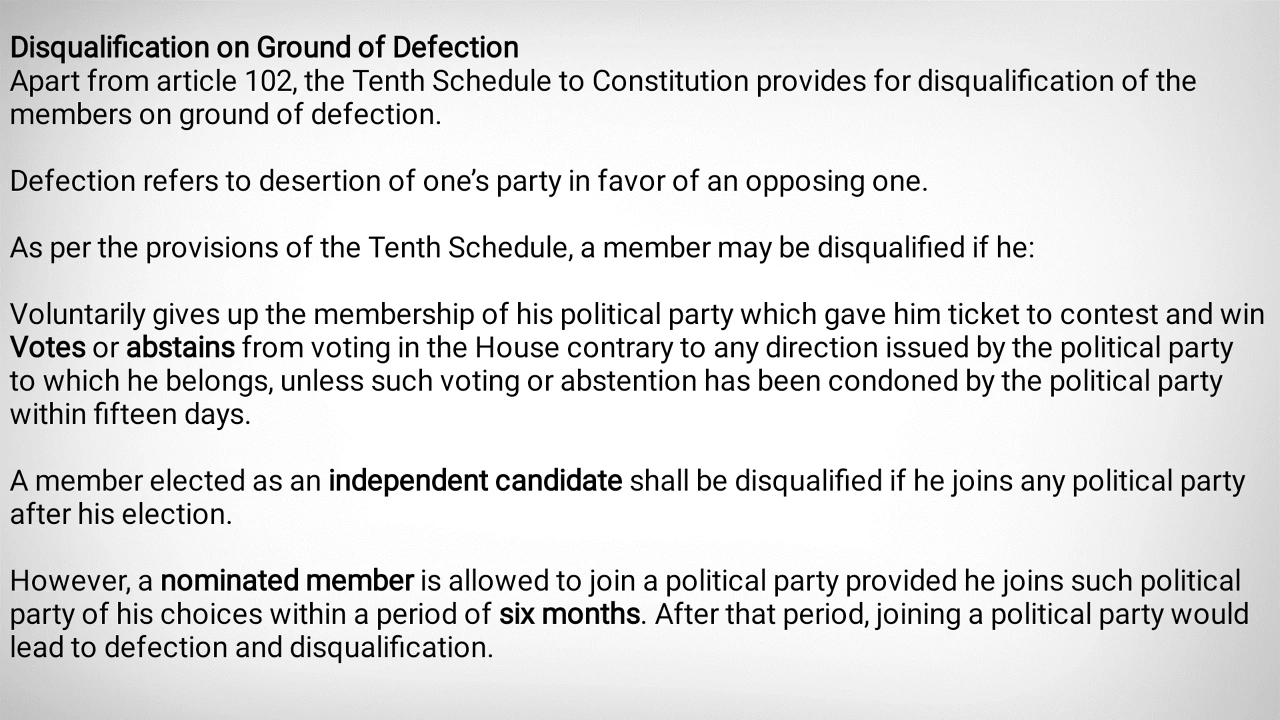 Disqualification on Ground of Defection
Apart from article 102, the Tenth Schedule to Constitution provides for disqualification of the
members on ground of defection.
Defection refers to desertion of one’s party in favor of an opposing one.
As per the provisions of the Tenth Schedule, a member may be disqualified if he:
Voluntarily gives up the membership of his political party which gave him ticket to contest and win
Votes or abstains from voting in the House contrary to any direction issued by the political party
to which he belongs, unless such voting or abstention has been condoned by the political party
within fifteen days.
A member elected as an independent candidate shall be disqualified if he joins any political party
after his election.
However, a nominated member is allowed to join a political party provided he joins such political
party of his choices within a period of six months. After that period, joining a political party would
lead to defection and disqualification.